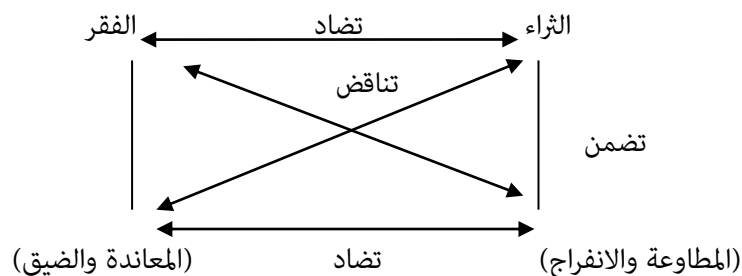 الثراء تضاد الفقر
تناقض
تضمن
(المطاوعة والانفراج) تضاد (المعاندة والضيق)